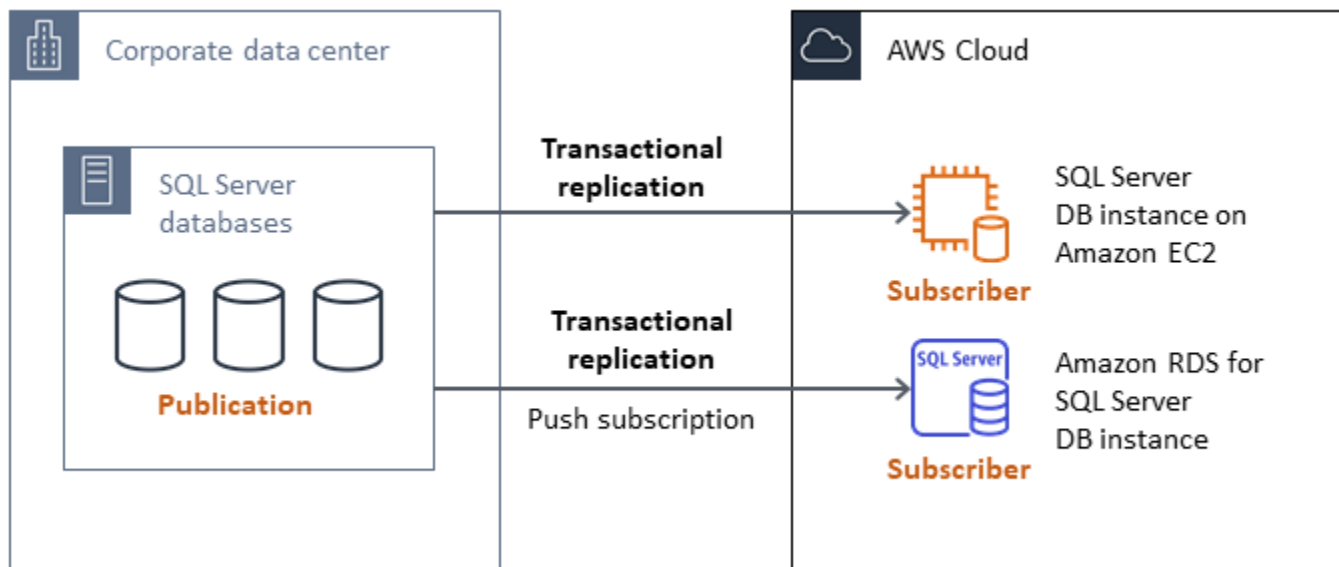 Corporate data center
AWS Cloud
SQL Server
databases
Publication
Transactional
replication
Transactional
replication
Push subscription
SQL Server
DB instance on
Amazon EC2
Subscriber
SQL Server
Amazon RDS for
SQL Server
DB instance
Subscriber